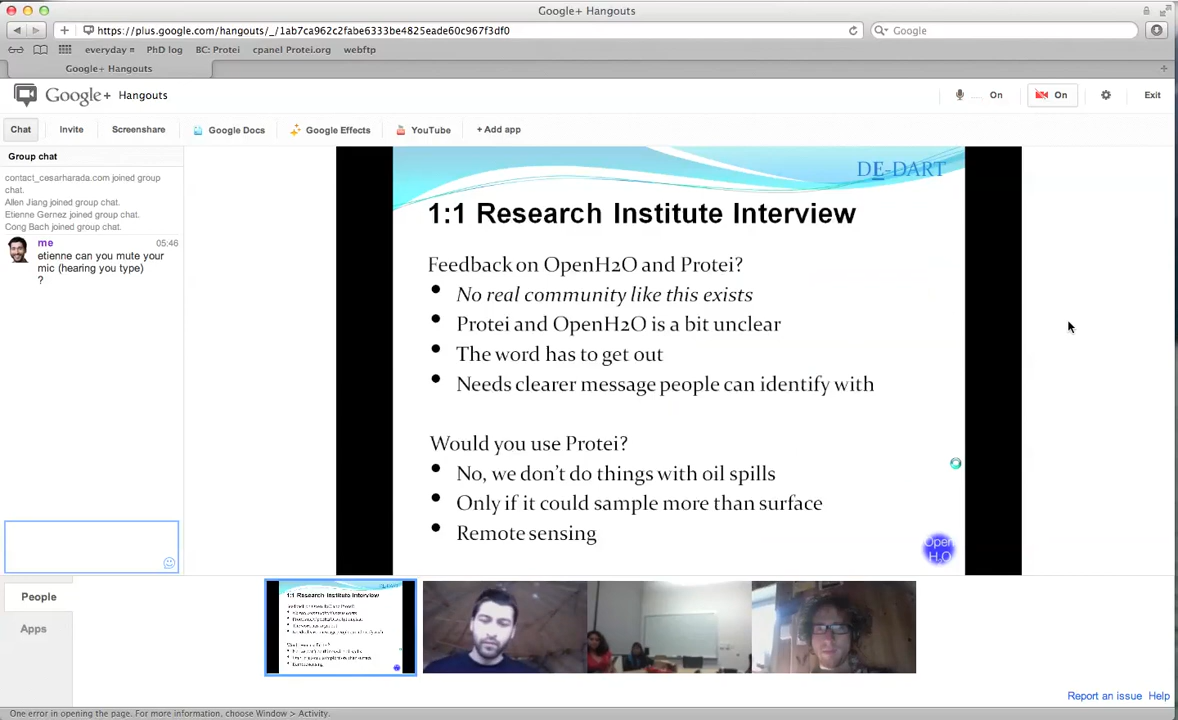 Google+ Hangouts
https://plus.google.com/hangouts/_/1ab7ca962c2fabe6333be4825eade60c967f3df0
Google
everyday
PhD log
BC: Protei
cpanel Protei.org
webftp
Google+ Hangouts
Google+ Hangouts
On
On
Exit
Chat
Invite
Screenshare
Google Docs
Google Effects
YouTube
+ Add app
Group chat
contact_cesarharada.com joined group
chat.
Allen Jiang joined group chat.
Etienne Gernez joined group chat.
Cong Bach joined group chat.
me 05:46
etienne can you mute your
mic (hearing you type)
?
DE-DART
1:1 Research Institute Interview
Feedback on OpenH2O and Protei?
• No real community like this exists
• Protei and OpenH2O is a bit unclear
• The word has to get out
• Needs clearer message people can identify with
Would you use Protei?
• No, we don't do things with oil spills
• Only if it could sample more than surface
• Remote sensing
Open
H2O
People
Apps
1:1 Research Institute Interview
Report an issue Help
One error in opening the page. For more information, choose Window > Activity.